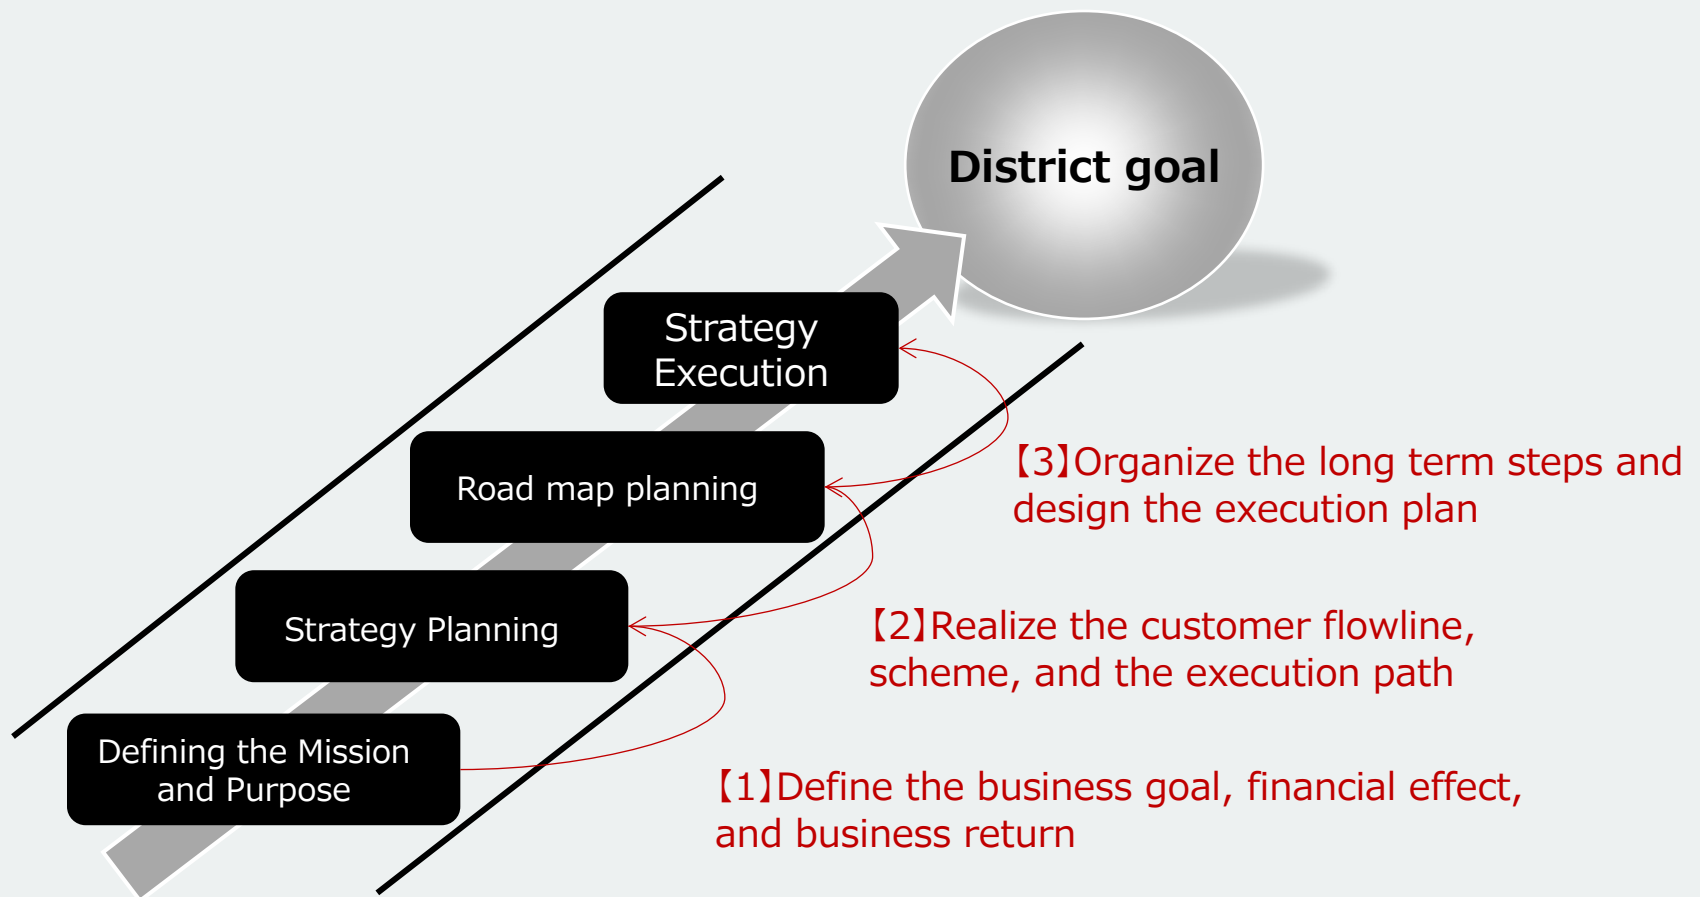 District goal
Strategy
Execution
Road map planning
Strategy Planning
Defining the Mission
and Purpose
【3】Organize the long term steps and
design the execution plan
【2】Realize the customer flowline,
scheme, and the execution path
【1】Define the business goal, financial effect,
and business return